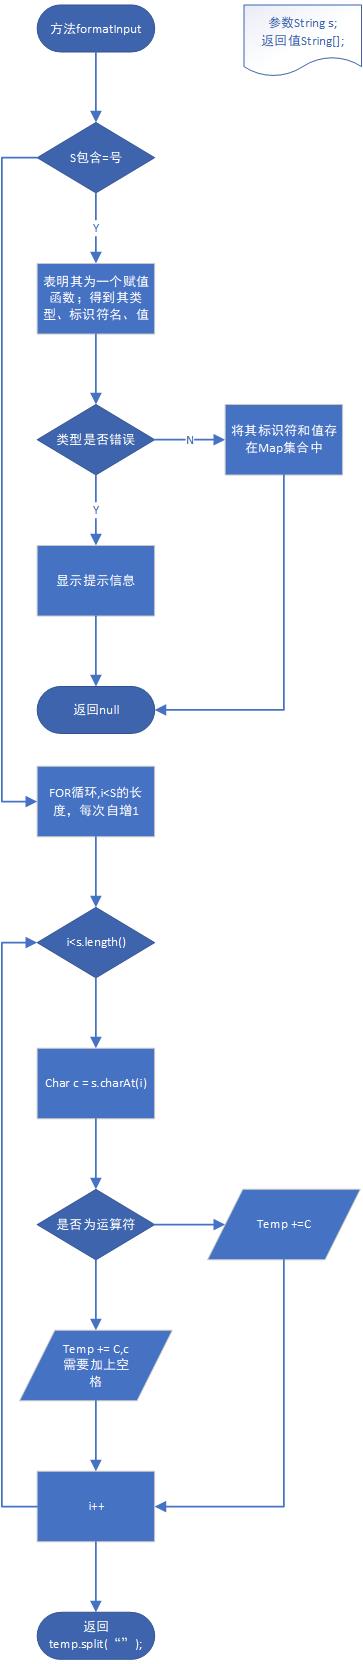 方法formatInput
参数String s;
返回值String[];
S包含=号
Y
表明其为一个赋值
函数；得到其类
型、标识符名、值
类型是否错误
N
将其标识符和值存
在Map集合中
Y
显示提示信息
返回null
FOR循环,i<S的长
度，每次自增1
i<s.length()
Char c = s.charAt(i)
是否为运算符
Temp +=C
Temp += C,c
需要加上空
格
i++
返回
temp.split(“”);